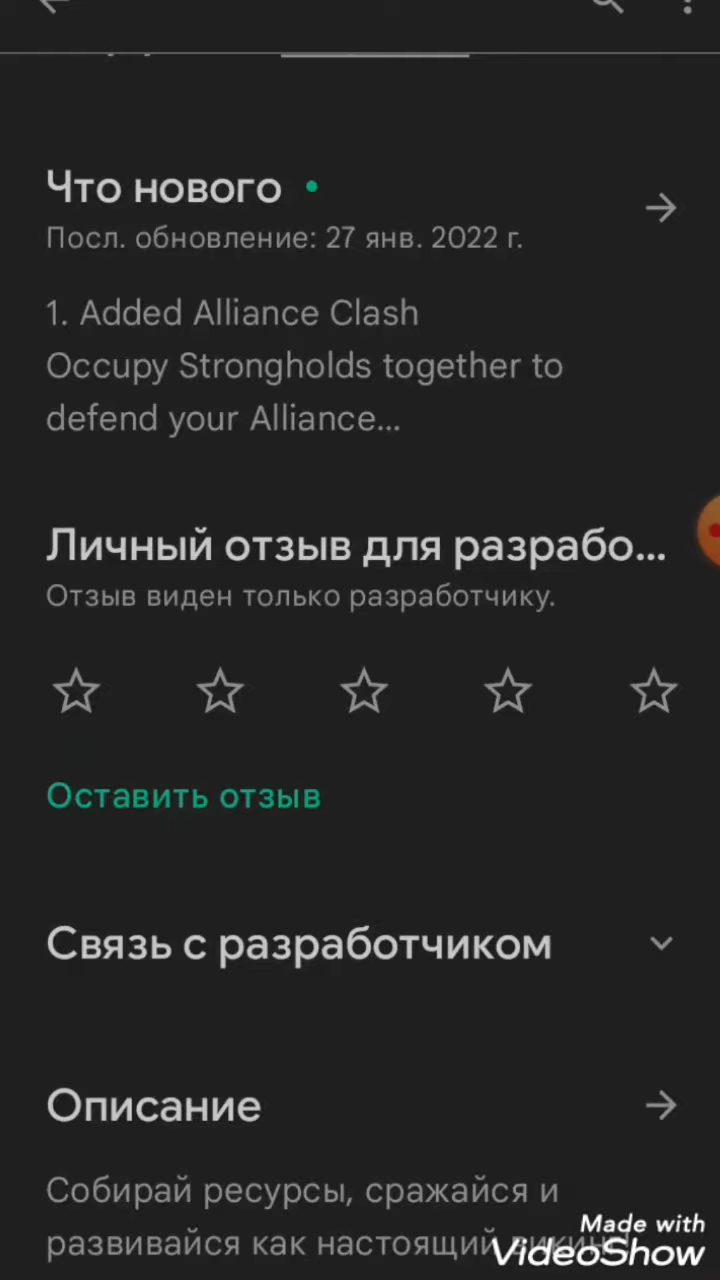 Что нового
Посл. обновление: 27 янв. 2022 г.
1. Added Alliance Clash
Occupy Strongholds together to
defend your Alliance...
Личный отзыв для разрабо...
Отзыв виден только разработчику.
Оставить отзыв
Связь с разработчиком
Описание
Собирай ресурсы, сражайся и
развивайся как настоящий
Made with
VideoShow